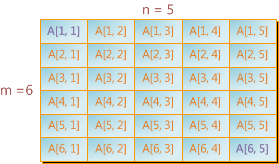 n = 5
A[1, 1] A[1, 2] A[1, 3] A[1, 4] A[1, 5]
A[2, 1] A[2, 2] A[2, 3] A[2, 4] A[2, 5]
m =6 A[3, 1] A[3, 2] A[3, 3] A[3, 4] A[3, 5]
A[4, 1] A[4, 2] A[4, 3] A[4, 4] A[4, 5]
A[5, 1] A[5, 2] A[5, 3] A[5, 4] A[5, 5]
A[6, 1] A[6, 2] A[6, 3] A[6, 4] A[6, 5]